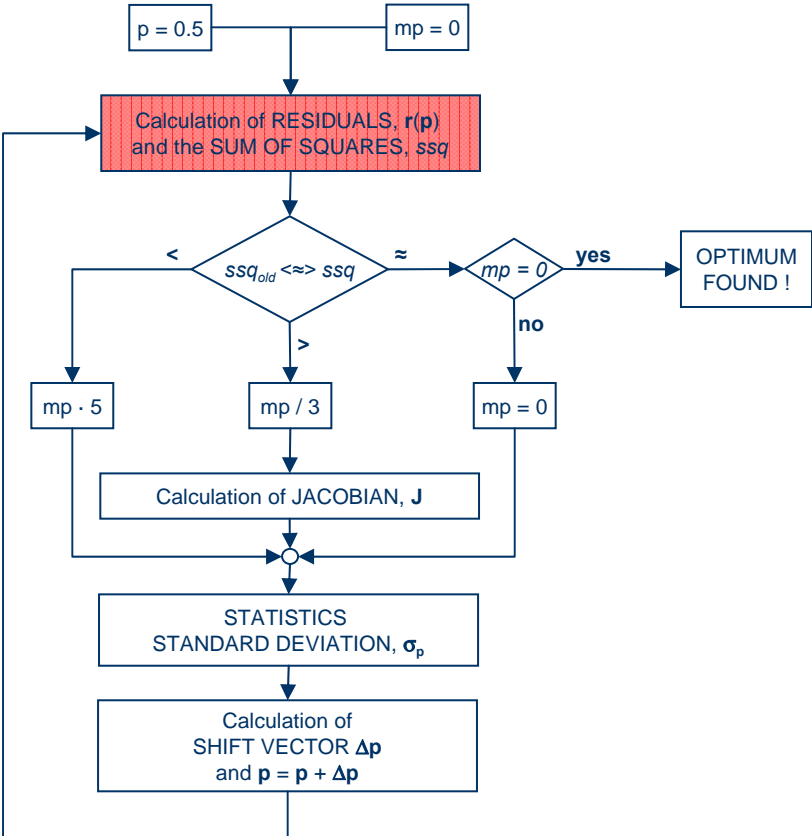 p = 0.5
mp = 0
Calculation of RESIDUALS, r(p)
and the SUM OF SQUARES, ssq
<
ssqold <≈> ssq
≈
mp = 0
yes
OPTIMUM
FOUND !
no
>
mp · 5
mp / 3
mp = 0
Calculation of JACOBIAN, J
STATISTICS
STANDARD DEVIATION, σp
Calculation of
SHIFT VECTOR Δp
and p = p + Δp